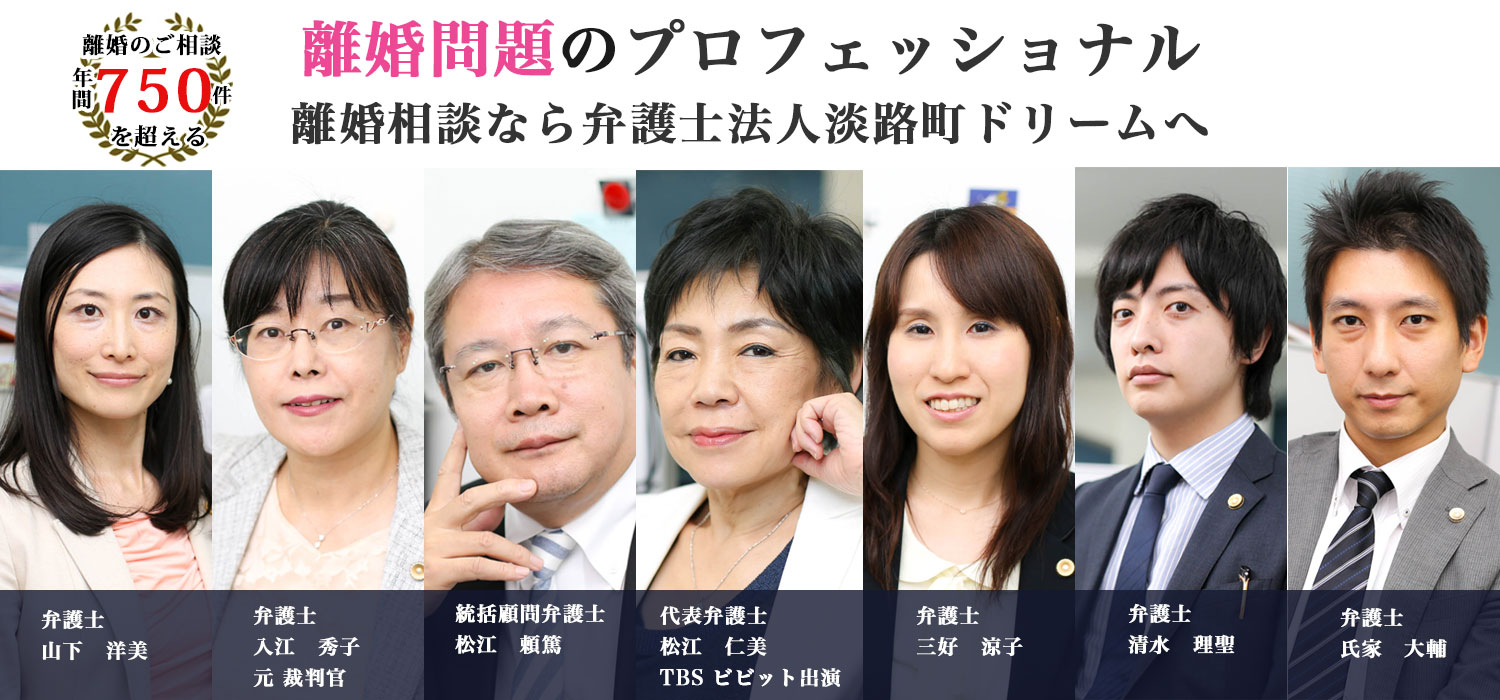 離婚のご相談
年間750件
を超える
離婚問題のプロフェッショナル
離婚相談なら弁護士法人淡路町ドリームへ
弁護士
山下　洋美
弁護士
入江　秀子
元 裁判官
統括顧問弁護士
松江　頼篤
代表弁護士
松江　仁美
TBS ビビット出演
弁護士
三好　涼子
弁護士
清水　理聖
弁護士
氏家　大輔